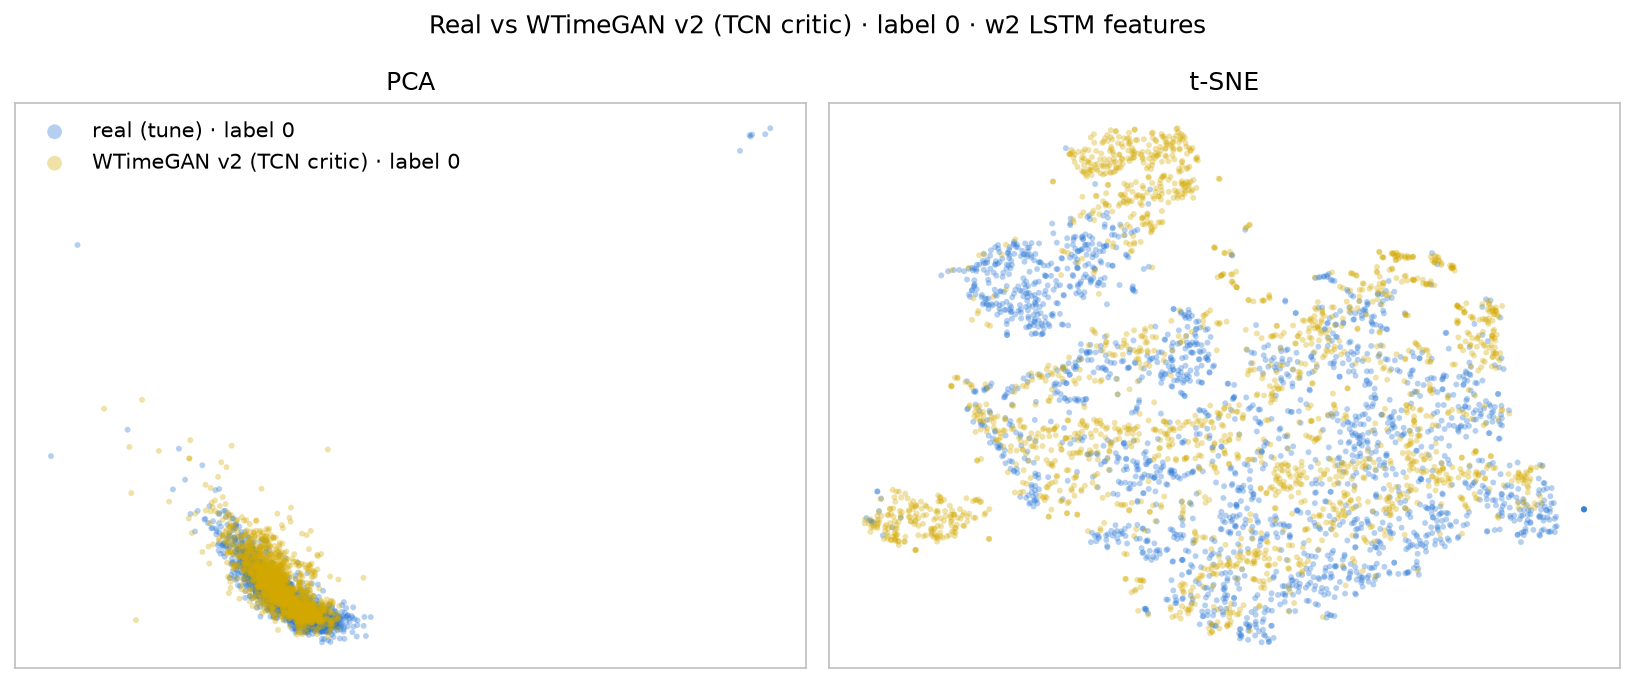 Real vs WTimeGAN v2 (TCN critic) · label 0 · w2 LSTM features
PCA
t-SNE
real (tune) · label 0
WTimeGAN v2 (TCN critic) · label 0